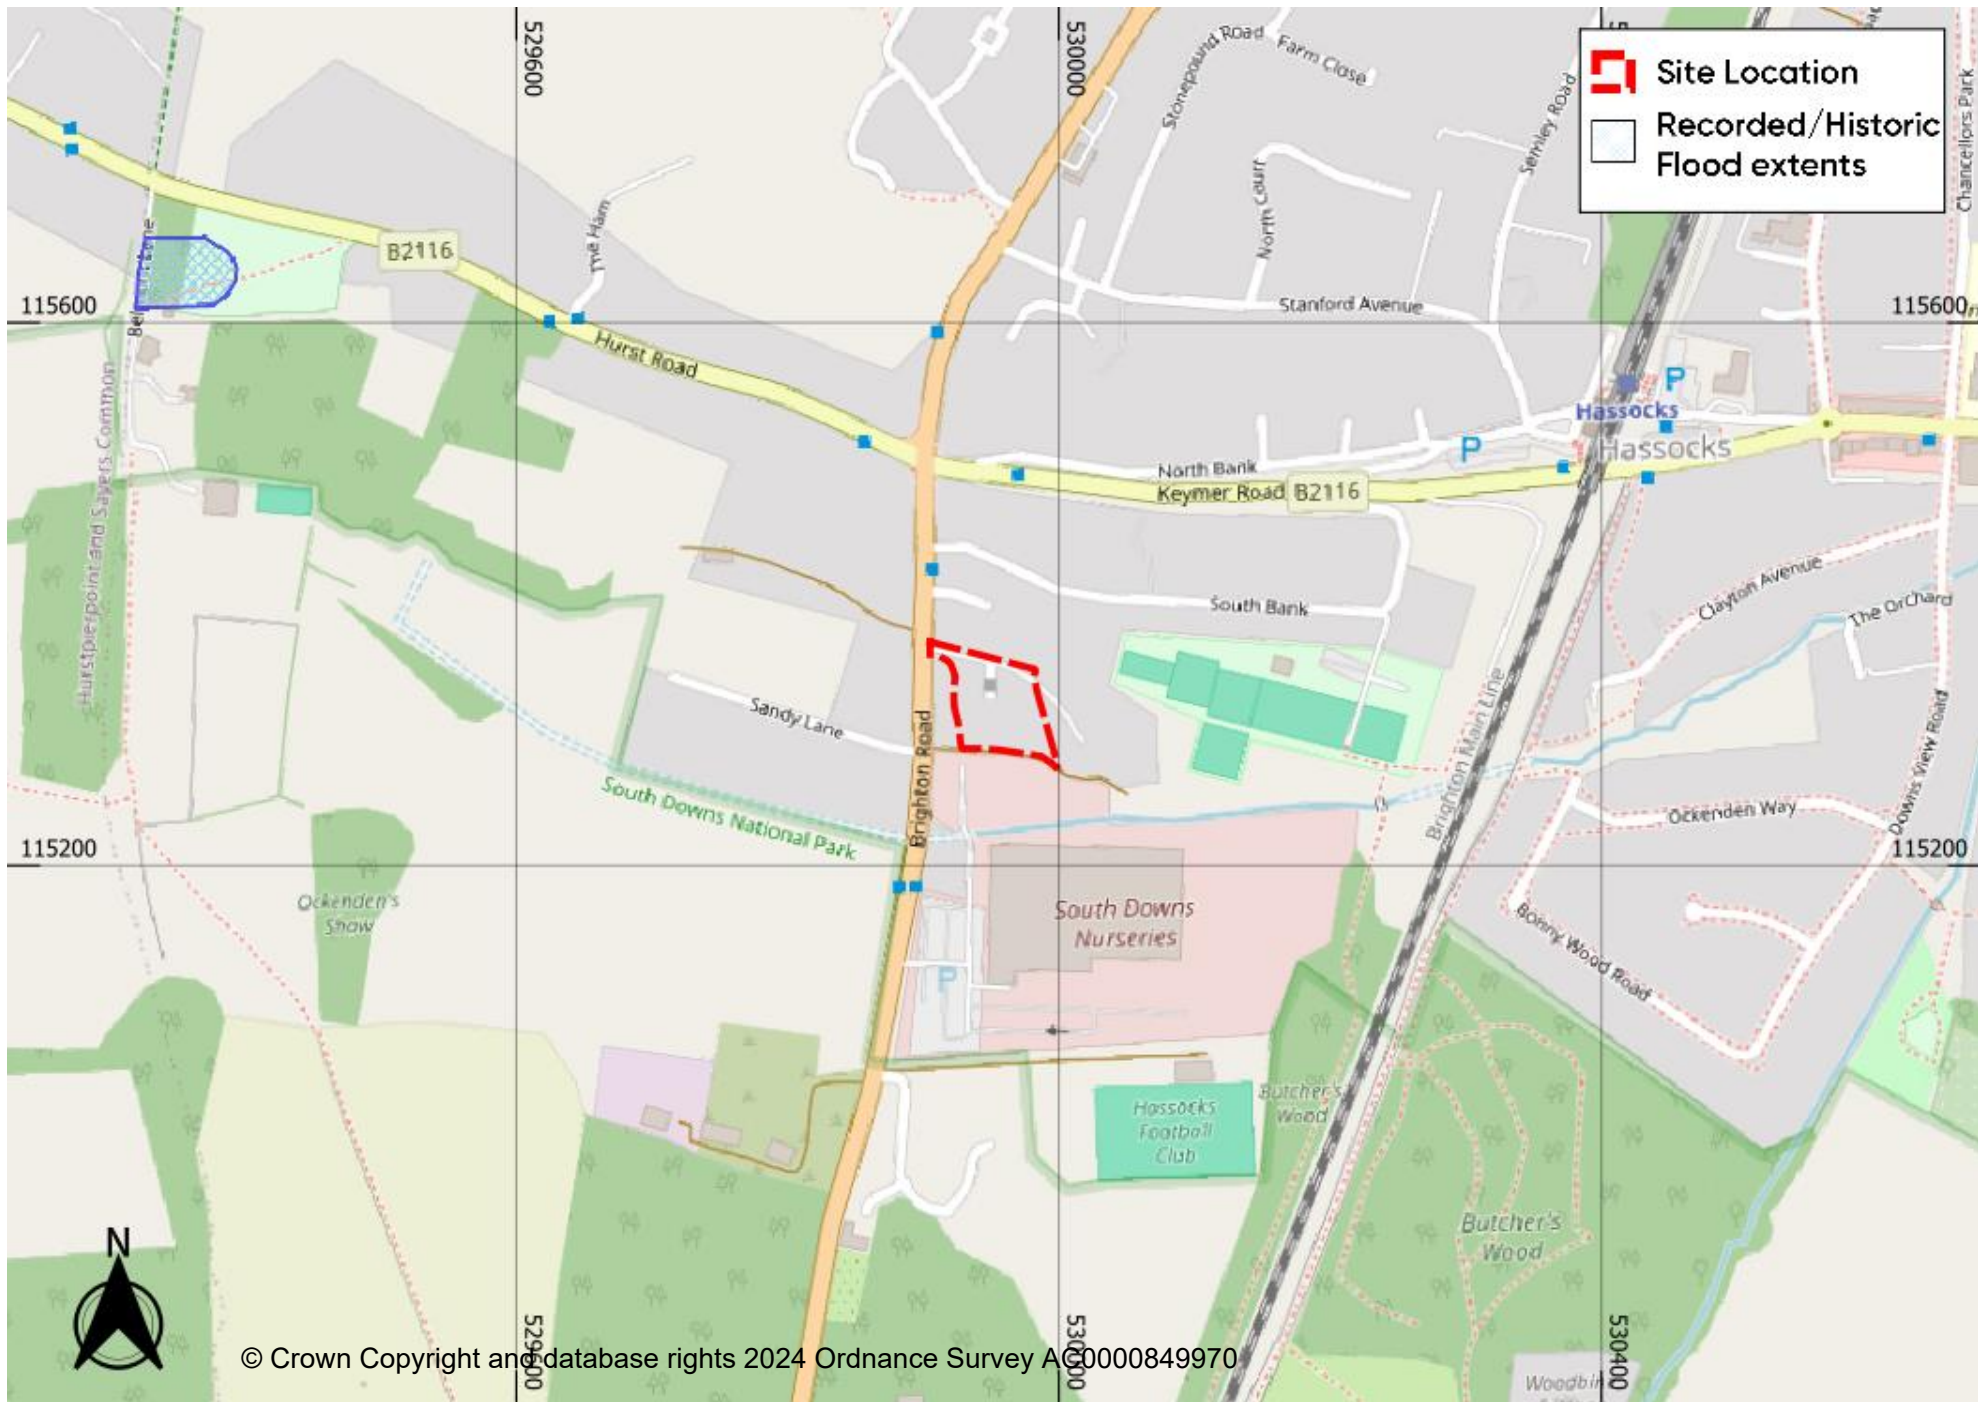 529600
530000
Stonepound Road
Farm Close
Semley Road
Chancellors Park
Site Location
Recorded/Historic
Flood extents
North Court
The Ham
B2116
115600
Stanford Avenue
115600
Hurst Road
P
Hassocks
P
Hassocks
North Bank
Keymer Road
B2116
Hurstpierpoint and Sayers Common
Clayton Avenue
The Orchard
South Bank
Sandy Lane
Brighton Road
Brighton Main Line
Downs View Road
South Downs National Park
Ockenden Way
115200
115200
Ockenden's
Shaw
South Downs
Nurseries
Bonny Wood Road
P
Hassocks
Football
Club
Butcher's
Wood
Butcher's
Wood
N
529600
530000
530400
© Crown Copyright and database rights 2024 Ordnance Survey AC0000849970